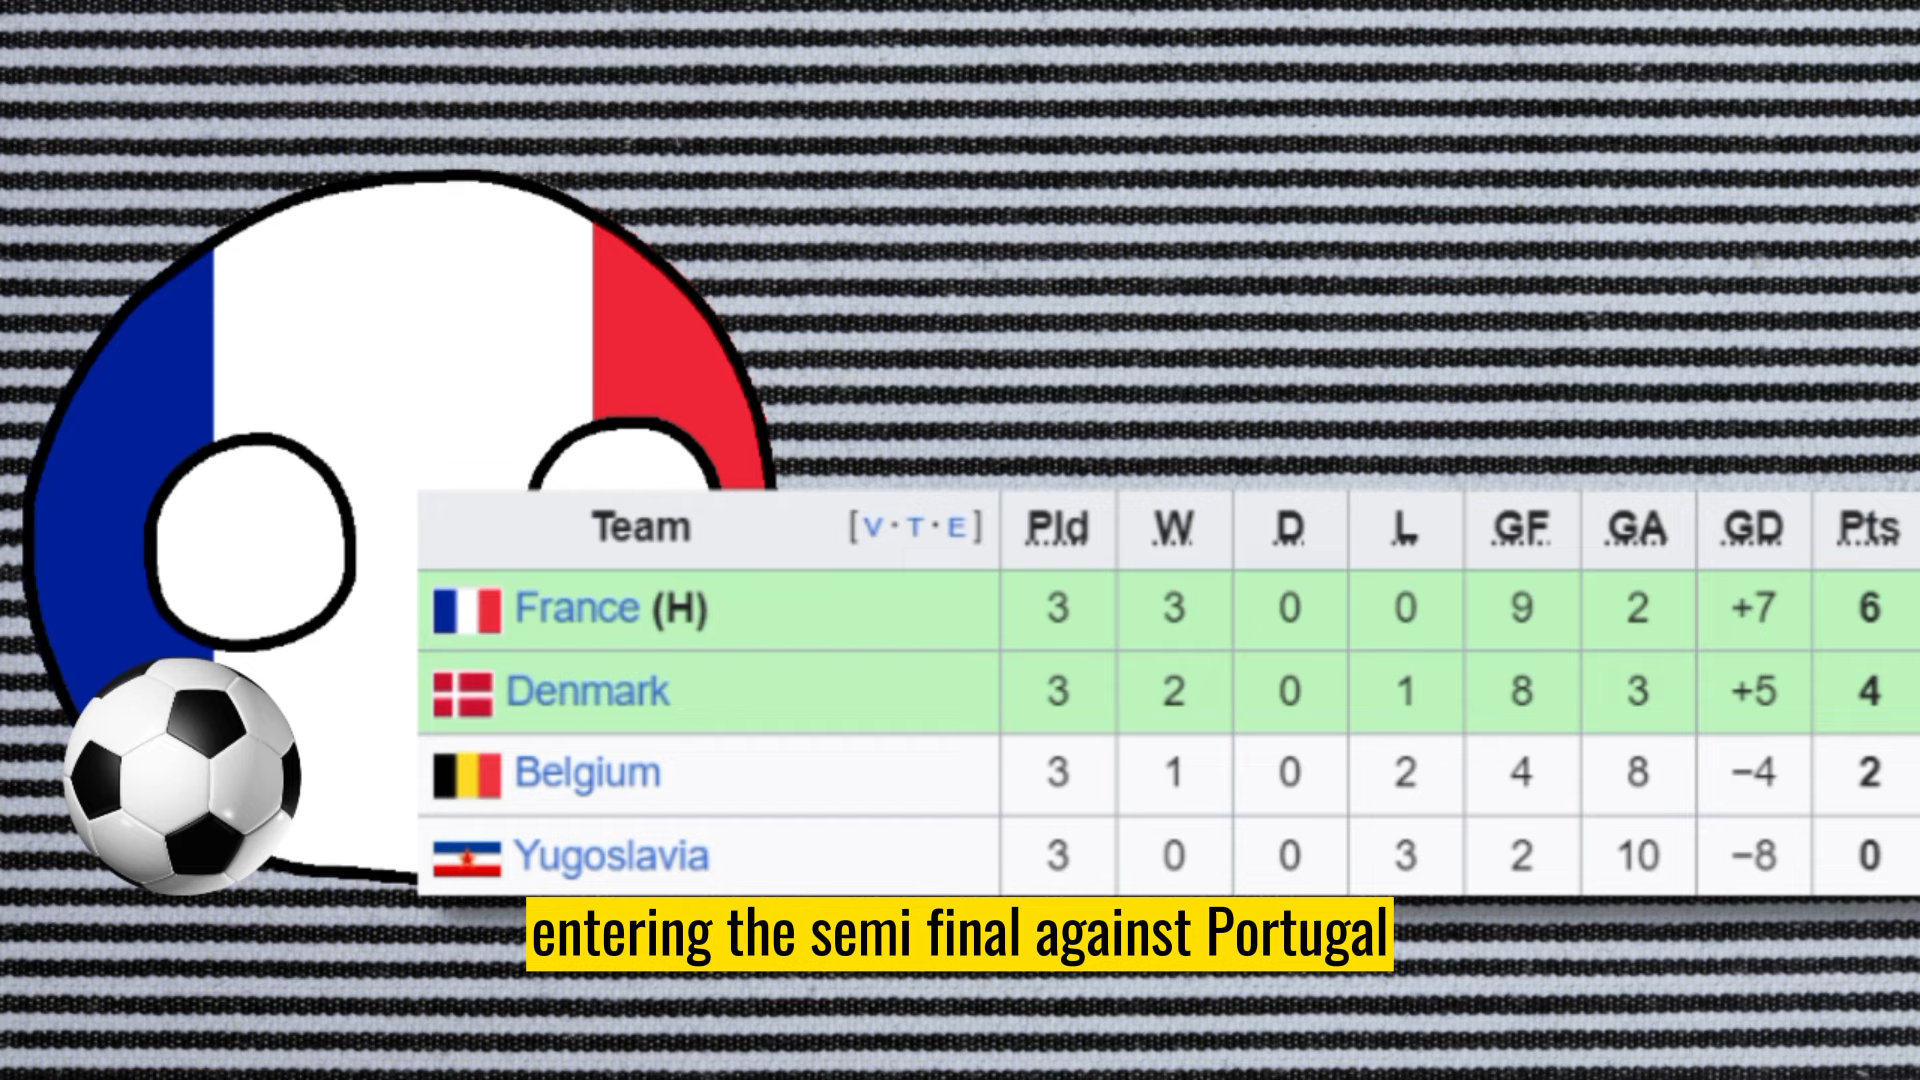 Team [V · T · E] Pld W D L GF GA GD Pts
France (H) 3 3 0 0 9 2 +7 6
Denmark 3 2 0 1 8 3 +5 4
Belgium 3 1 0 2 4 8 −4 2
Yugoslavia 3 0 0 3 2 10 −8 0
entering the semi final against Portugal